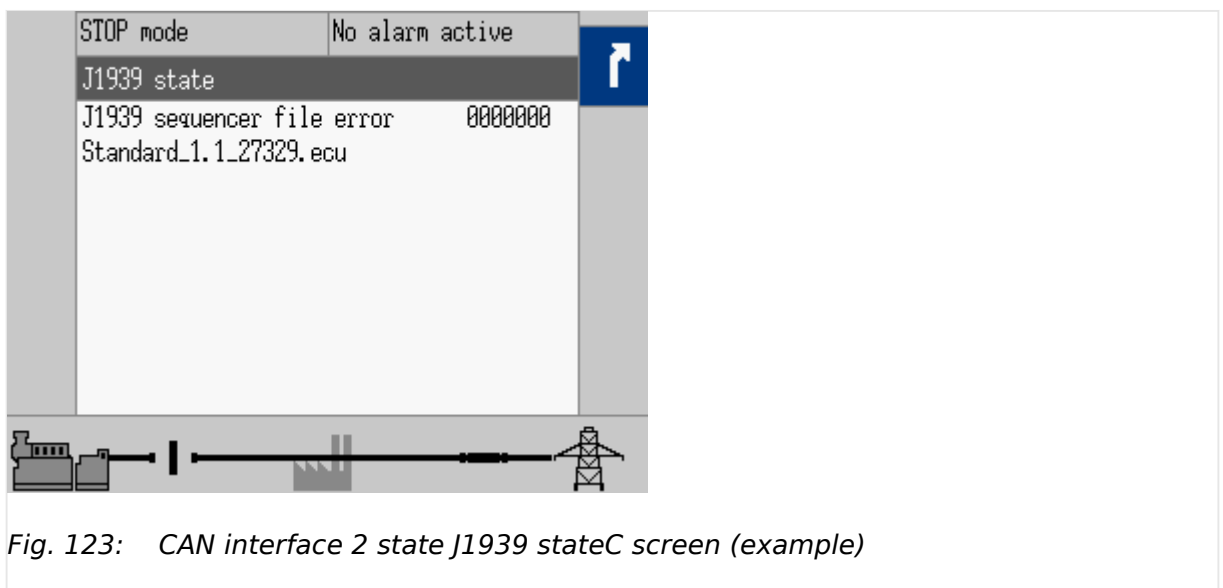 STOP mode No alarm active
J1939 state
J1939 sequencer file error 0000000
Standard_1.1_27329.ecu
Fig. 123: CAN interface 2 state J1939 stateC screen (example)